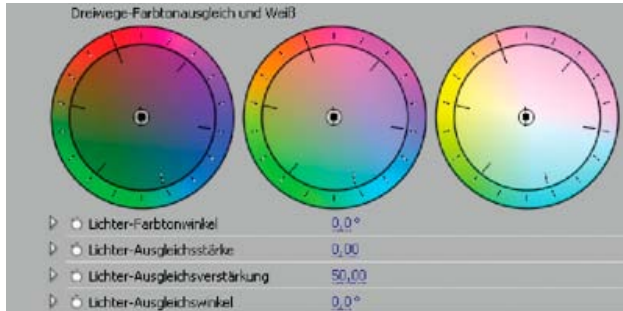 Dreiwege-Farbtonausgleich und Weiß
Lichter-Farbtonwinkel 0,0°
Lichter-Ausgleichsstärke 0,00
Lichter-Ausgleichsverstärkung 50,00
Lichter-Ausgleichswinkel 0,0°